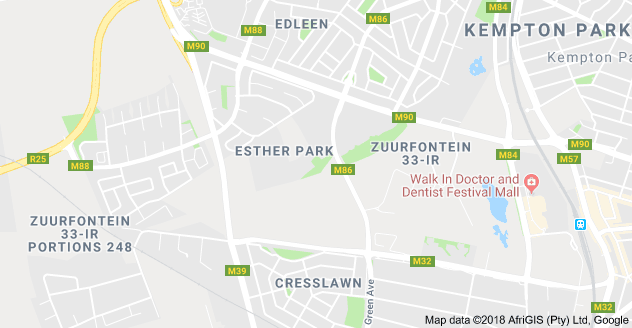 M84
EDLEEN
M86
M88
KEMPTON PARK
M90
Kempton Pa
M90
M90
ESTHER PARK
ZUURFONTEIN
33-IR
M84
M57
R25
M88
M86
Walk In Doctor and
Dentist Festival Mall
ZUURFONTEIN
33-IR
PORTIONS 248
M32
M39
CRESSLAWN
Green Ave
M32
Map data ©2018 AfriGIS (Pty) Ltd, Google